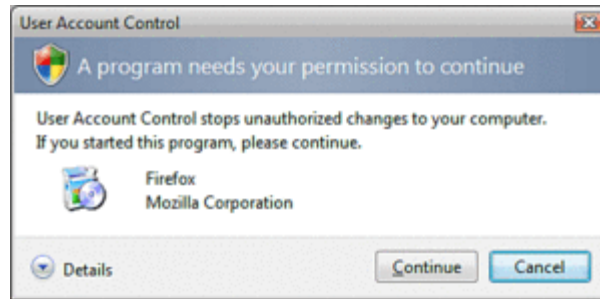 User Account Control
A program needs your permission to continue
User Account Control stops unauthorized changes to your computer.
If you started this program, please continue.
Firefox
Mozilla Corporation
Details
Continue
Cancel